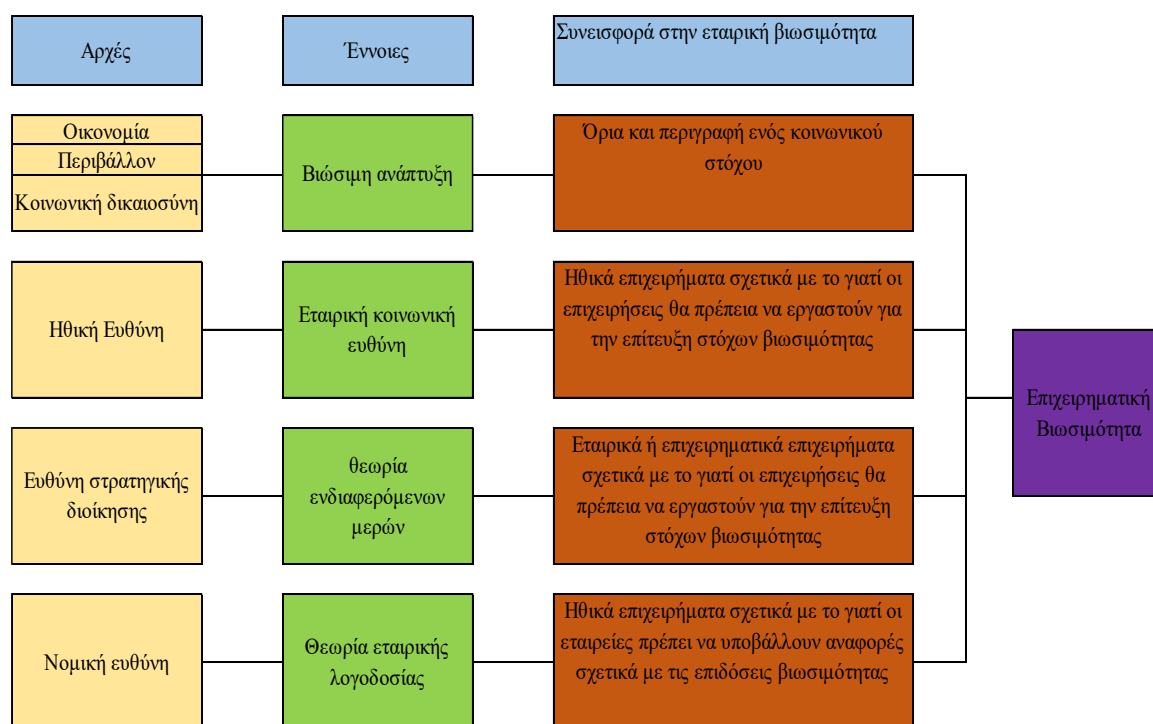 Αρχές
Έννοιες
Συνεισφορά στην εταιρική βιωσιμότητα
Οικονομία
Περιβάλλον
Κοινωνική δικαιοσύνη
Βιώσιμη ανάπτυξη
Όρια και περιγραφή ενός κοινωνικού
στόχου
Ηθική Ευθύνη
Εταιρική κοινωνική
ευθύνη
Ηθικά επιχειρήματα σχετικά με το γιατί οι
επιχειρήσεις θα πρέπεια να εργαστούν για
την επίτευξη στόχων βιωσιμότητας
Ευθύνη στρατηγικής
διοίκησης
θεωρία
ενδιαφερόμενων
μερών
Εταιρικά ή επιχειρηματικά επιχειρήματα
σχετικά με το γιατί οι επιχειρήσεις θα
πρέπεια να εργαστούν για την επίτευξη
στόχων βιωσιμότητας
Νομική ευθύνη
Θεωρία εταιρικής
λογοδοσίας
Ηθικά επιχειρήματα σχετικά με το γιατί οι
εταιρείες πρέπει να υποβάλλουν αναφορές
σχετικά με τις επιδόσεις βιωσιμότητας
Επιχειρηματική
Βιωσιμότητα